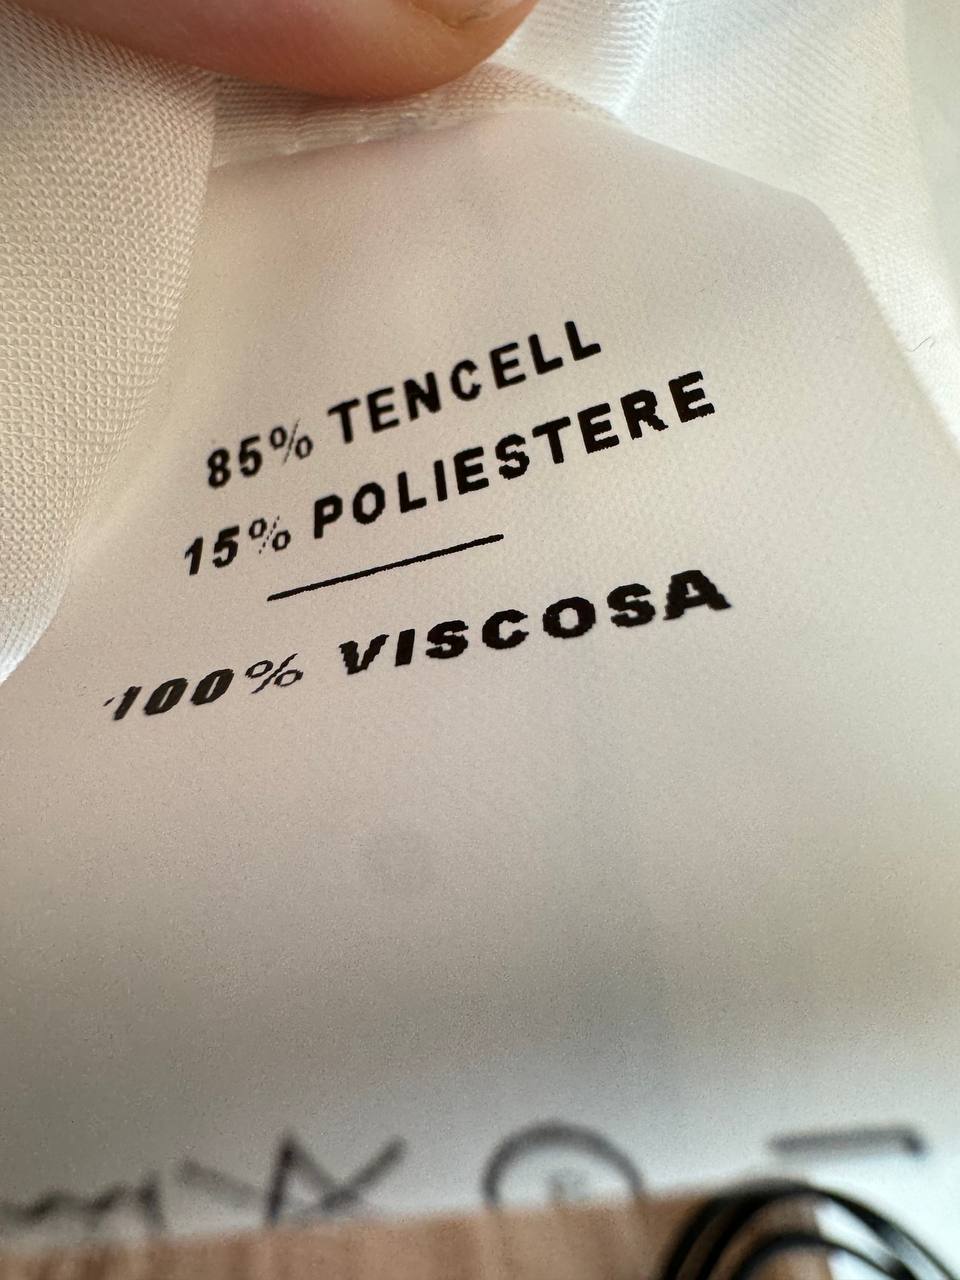 85% TENCELL
15% POLIESTERE
100% VISCOSA